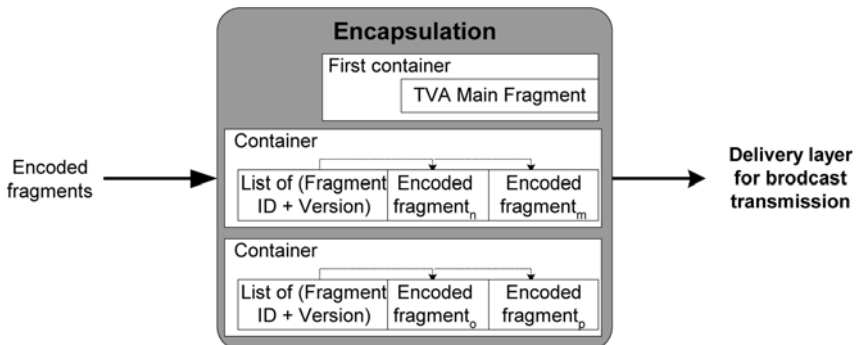 Encapsulation
First container
TVA Main Fragment
Encoded
fragments
Container
List of (Fragment
ID + Version)
Encoded
fragmentn
Encoded
fragmentm
Delivery layer
for brodcast
transmission
Container
List of (Fragment
ID + Version)
Encoded
fragmento
Encoded
fragmentp